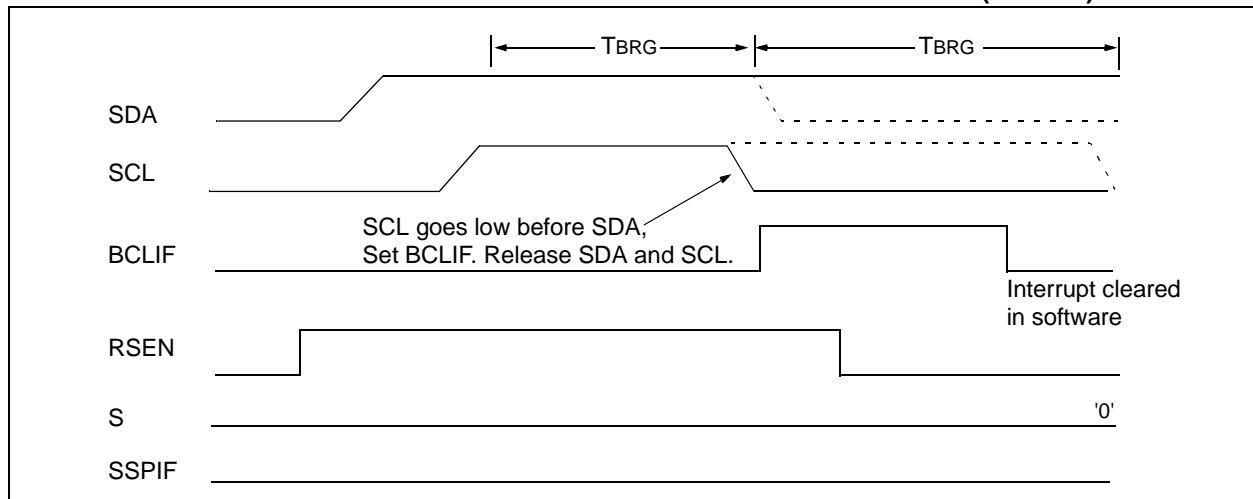 TBRG TBRG
SDA
SCL
SCL goes low before SDA,
Set BCLIF. Release SDA and SCL.
BCLIF
Interrupt cleared
in software
RSEN
S '0'
SSPIF